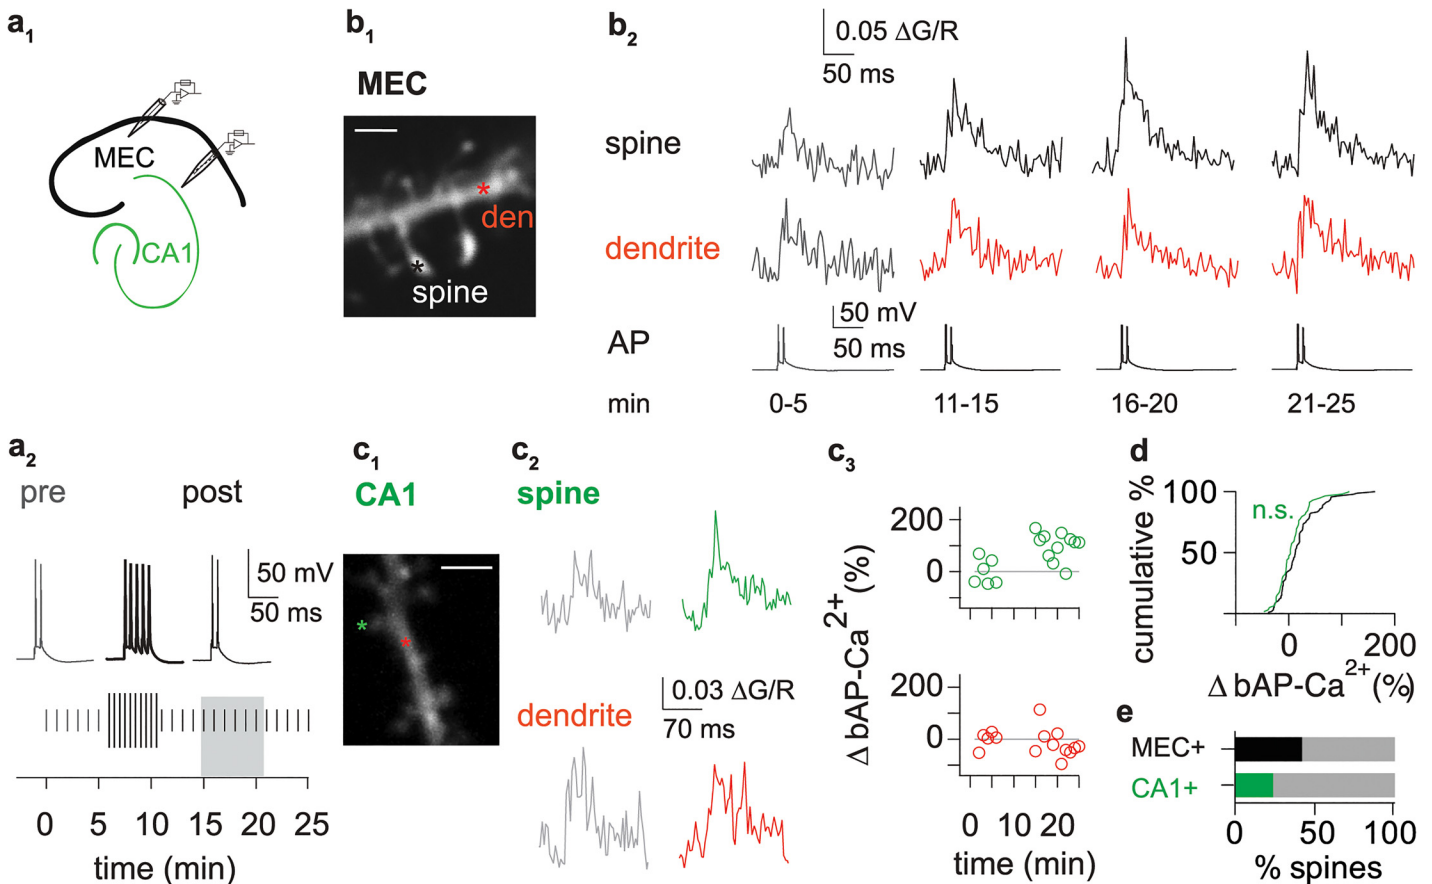 a1
MEC
CA1
b1
MEC
*
den
*
spine
b2
0.05 ΔG/R
50 ms
spine
dendrite
50 mV
AP
50 ms
min
0-5
11-15
16-20
21-25
a2
pre
post
50 mV
50 ms
0
5
10
15
20
25
time (min)
c1
CA1
*
*
c2
spine
dendrite
0.03 ΔG/R
70 ms
c3
200
0
200
0
Δ bAP-Ca2+(%)
0
10
20
time (min)
d
cumulative %
100
50
n.s.
0
200
Δ bAP-Ca2+(%)
e
MEC+
CA1+
0
50
100
% spines